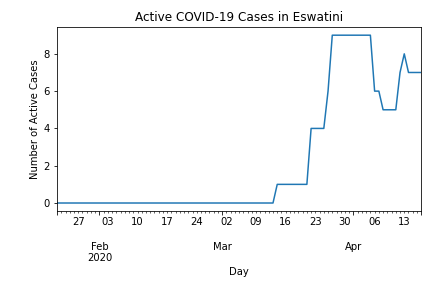 Active COVID-19 Cases in Eswatini
Number of Active Cases
8
6
4
2
0
27 03 10 17 24 02 09 16 23 30 06 13
Feb Mar Apr
2020
Day